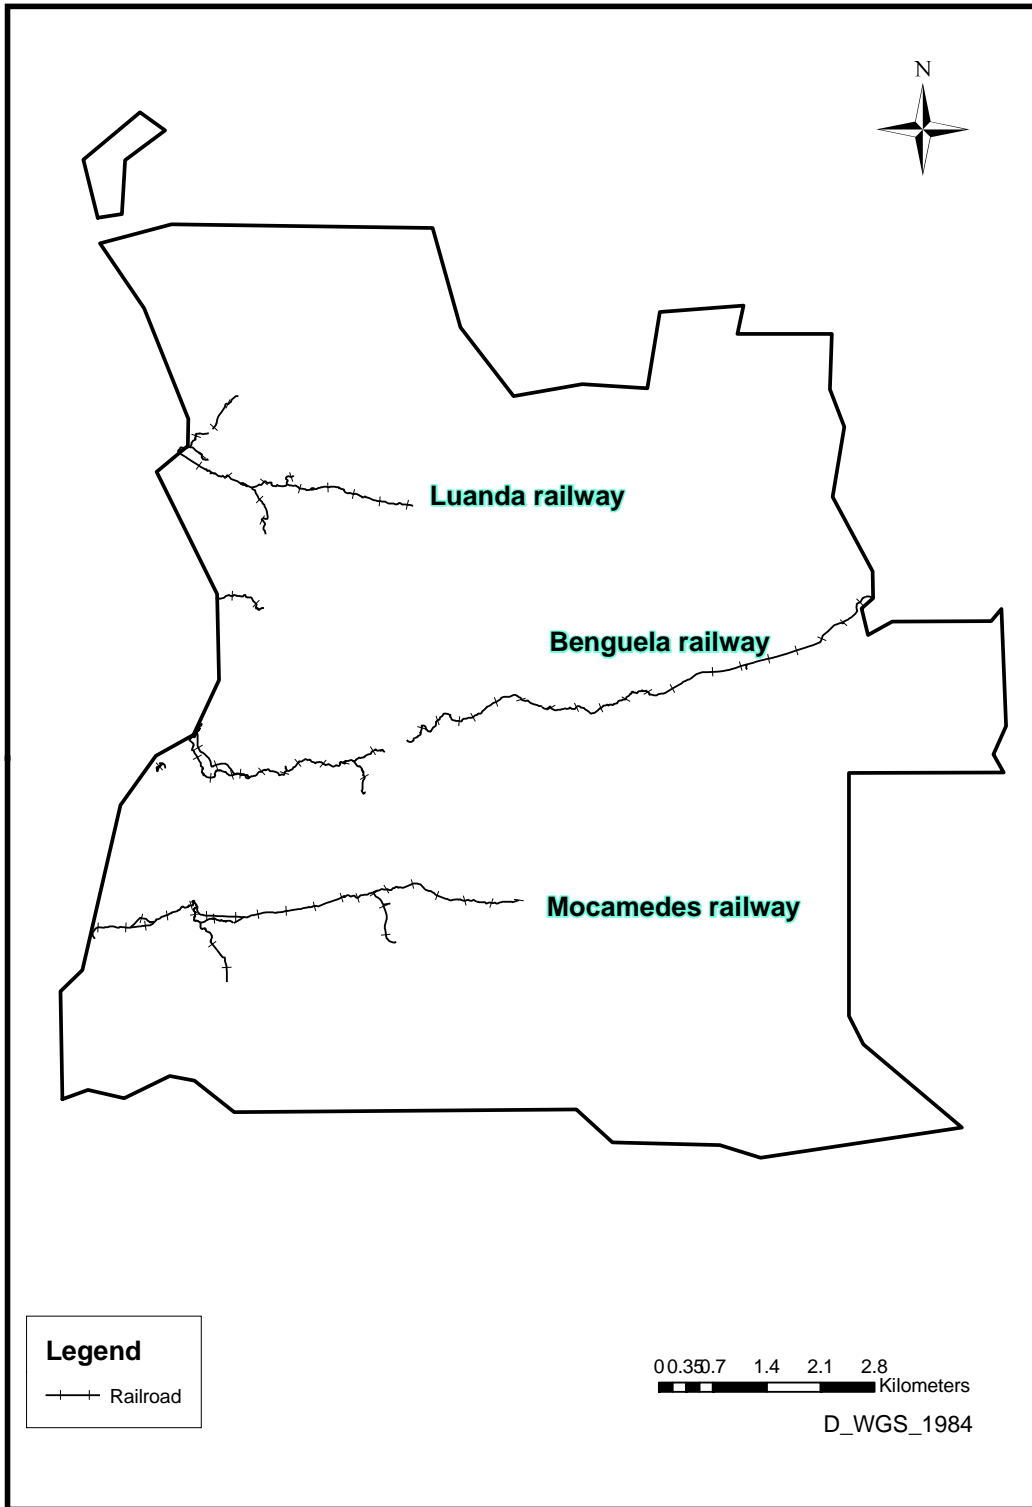 N
Luanda railway
Benguela railway
Mocamedes railway
Legend
Railroad
0 0.35 0.7 1.4 2.1 2.8
Kilometers
D_WGS_1984